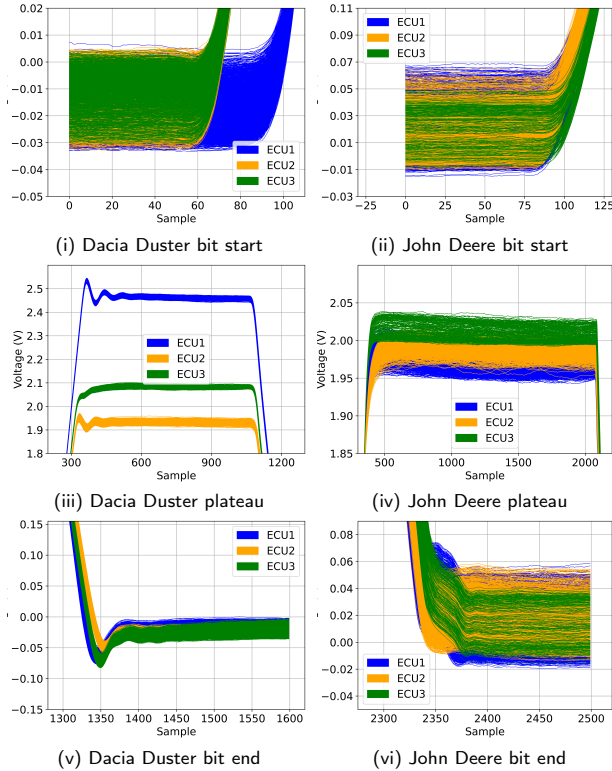 0.02
0.00
-0.01
-0.03
-0.05
0 20 40 60 80 100
Sample
ECU1
ECU2
ECU3
(i) Dacia Duster bit start
0.11
0.09
0.07
0.05
0.03
0.01
-0.01
-0.03
-25 0 25 50 75 100 125
Sample
ECU1
ECU2
ECU3
(ii) John Deere bit start
2.5
2.4
2.3
2.2
2.1
2.0
1.9
1.8
Voltage (V)
300 600 900 1200
Sample
ECU1
ECU2
ECU3
(iii) Dacia Duster plateau
2.05
2.00
1.95
1.90
1.85
Voltage (V)
500 1000 1500 2000
Sample
ECU1
ECU2
ECU3
(iv) John Deere plateau
0.15
0.10
0.05
0.00
-0.05
-0.10
-0.15
1300 1350 1400 1450 1500 1550 1600
Sample
ECU1
ECU2
ECU3
(v) Dacia Duster bit end
0.08
0.06
0.04
0.02
0.00
-0.02
-0.04
2300 2350 2400 2450 2500
Sample
ECU1
ECU2
ECU3
(vi) John Deere bit end